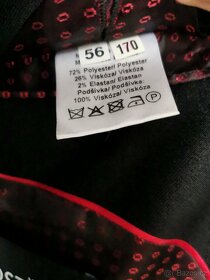 56 170
72% Polyester/ Polyester
26% Viskóza/ Viskóza
2% Elastan/ Elastan
Podšívka/ Podšívka
100% Viskóza/ Viskóza
P